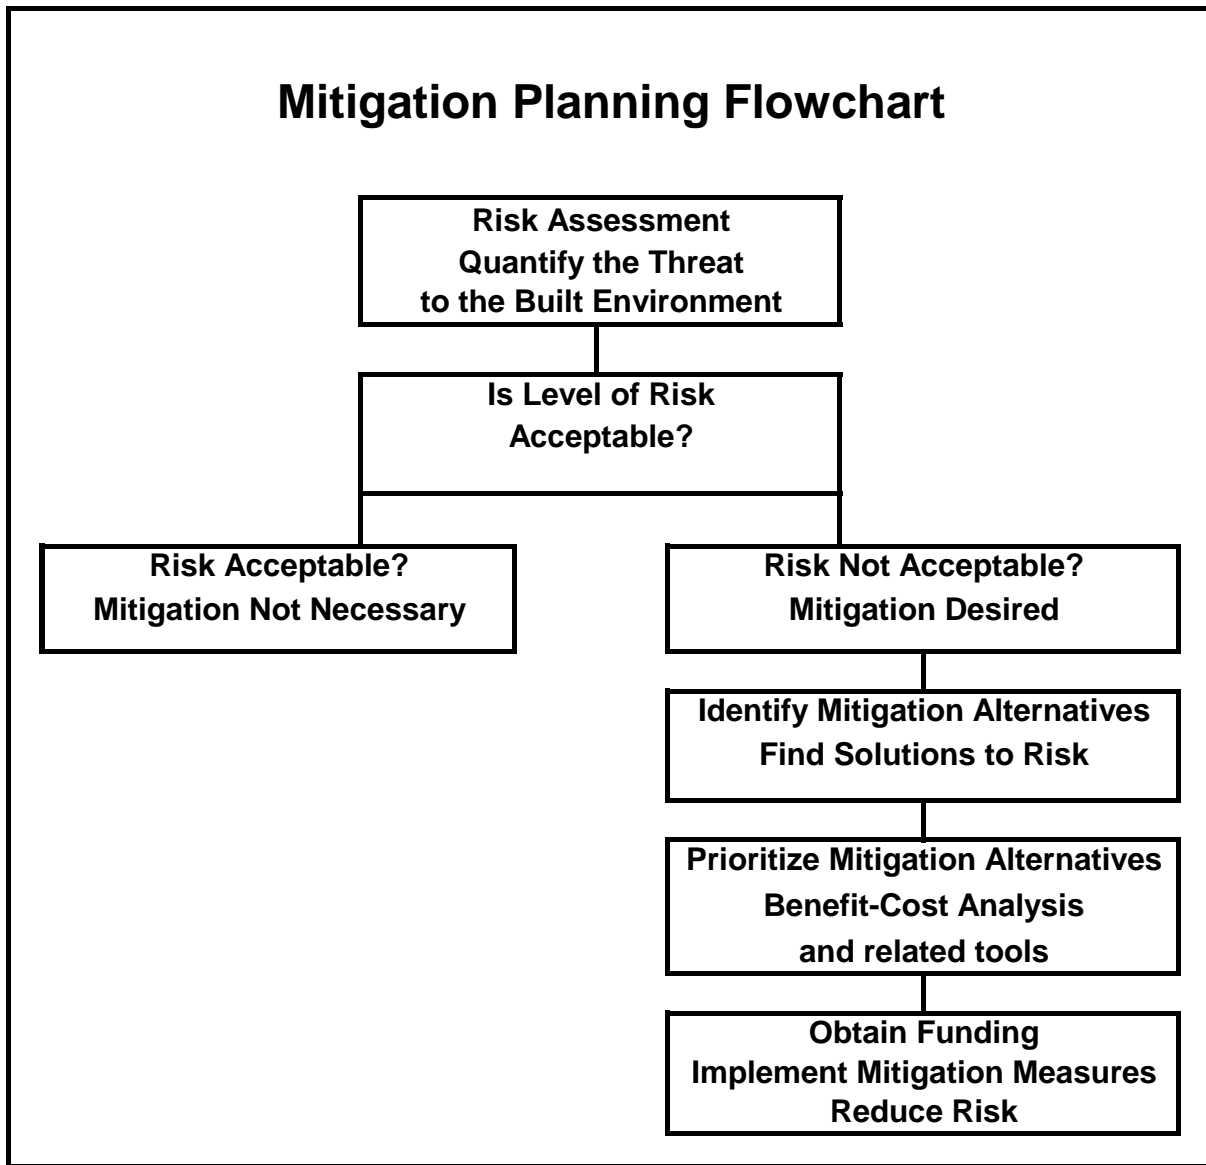 Mitigation Planning Flowchart
Risk Assessment
Quantify the Threat
to the Built Environment
Is Level of Risk
Acceptable?
Risk Acceptable?
Mitigation Not Necessary
Risk Not Acceptable?
Mitigation Desired
Identify Mitigation Alternatives
Find Solutions to Risk
Prioritize Mitigation Alternatives
Benefit-Cost Analysis
and related tools
Obtain Funding
Implement Mitigation Measures
Reduce Risk